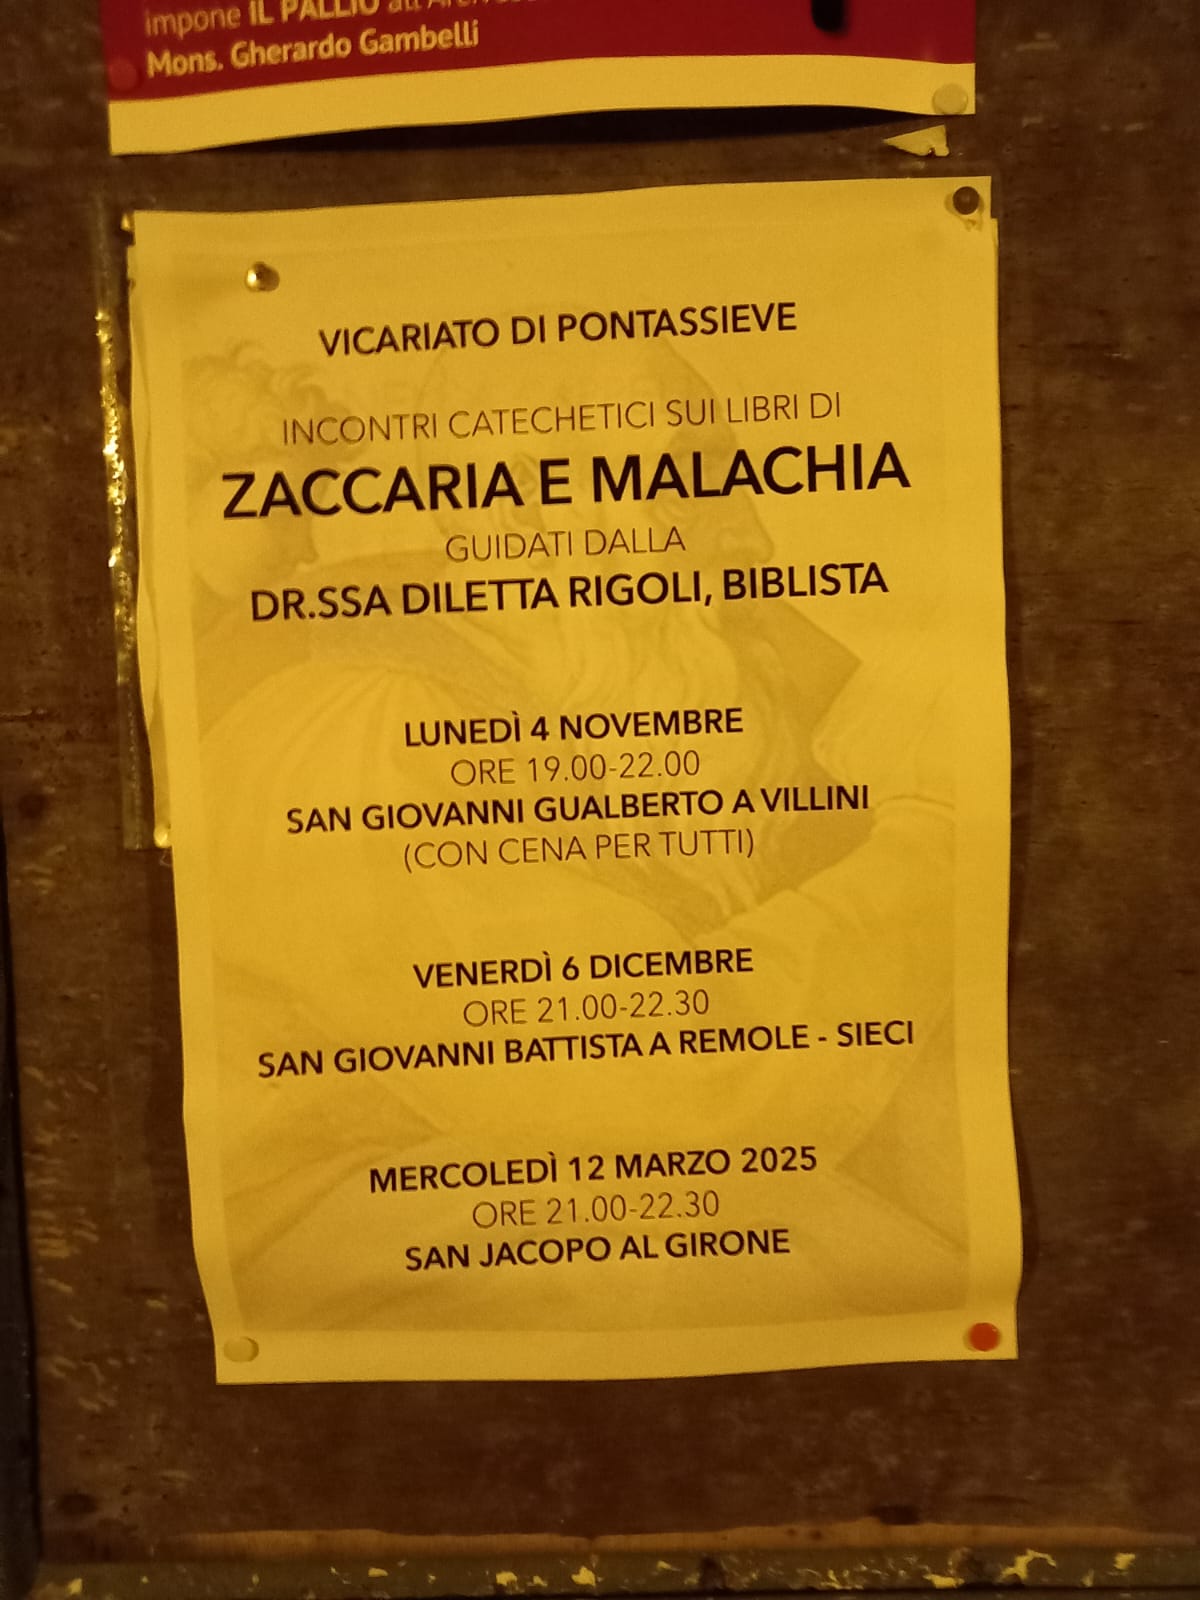 impone IL PALLIO
Mons. Gherardo Gambelli
VICARIATO DI PONTASSIEVE
INCONTRI CATECHETICI SUI LIBRI DI
ZACCARIA E MALACHIA
GUIDATI DALLA
DR.SSA DILETTA RIGOLI, BIBLISTA
LUNEDÌ 4 NOVEMBRE
ORE 19.00-22.00
SAN GIOVANNI GUALBERTO A VILLINI
(CON CENA PER TUTTI)
VENERDÌ 6 DICEMBRE
ORE 21.00-22.30
SAN GIOVANNI BATTISTA A REMOLE - SIECI
MERCOLEDÌ 12 MARZO 2025
ORE 21.00-22.30
SAN JACOPO AL GIRONE